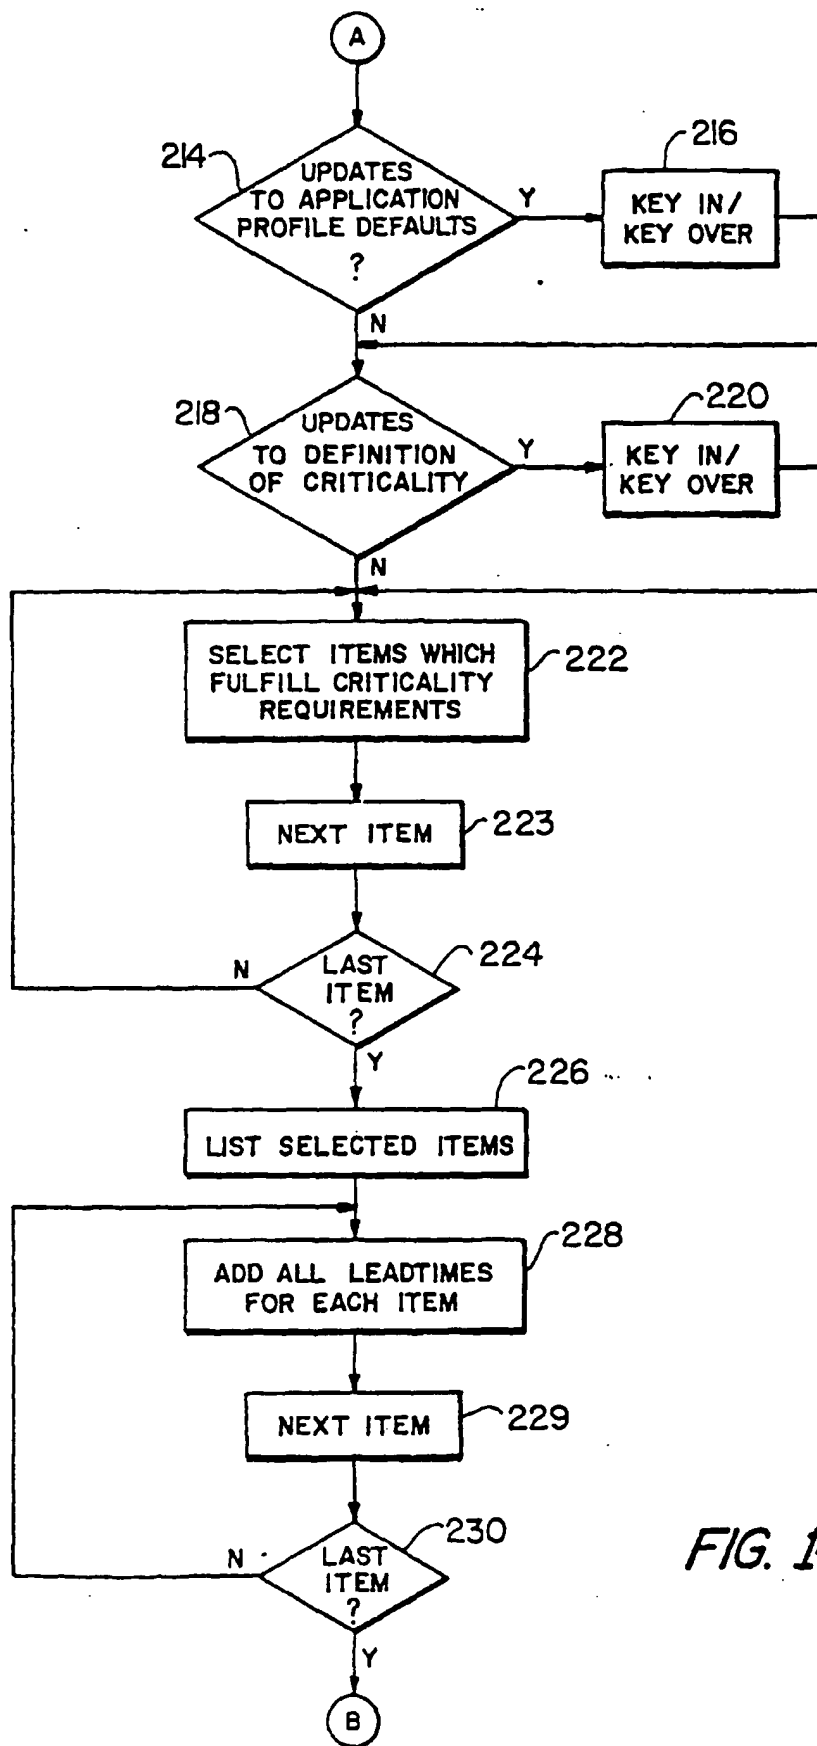 A
214
UPDATES
TO APPLICATION
PROFILE DEFAULTS
?
Y
216
KEY IN/
KEY OVER
N
218
UPDATES
TO DEFINITION
OF CRITICALITY
Y
220
KEY IN/
KEY OVER
N
SELECT ITEMS WHICH
FULFILL CRITICALITY
REQUIREMENTS
222
NEXT ITEM
223
N
LAST
ITEM
?
224
Y
226
LIST SELECTED ITEMS
228
ADD ALL LEADTIMES
FOR EACH ITEM
NEXT ITEM
229
N
LAST
ITEM
?
230
Y
B
FIG.